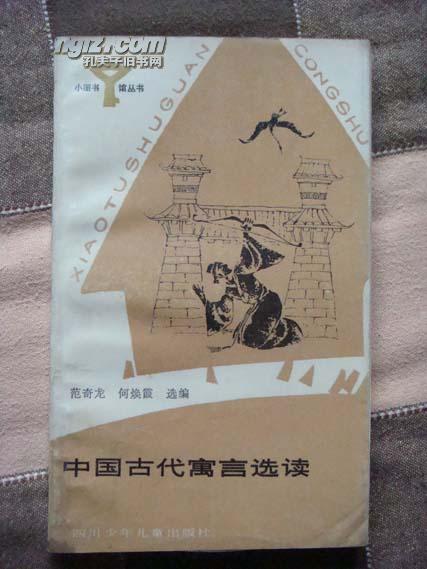 ngiz.com
孔夫子旧书网
小图书 馆丛书
XIAOTUSHUGUAN CONGSHU
范奇龙 何焕霞 选编
中国古代寓言选读
四川少年儿童出版社